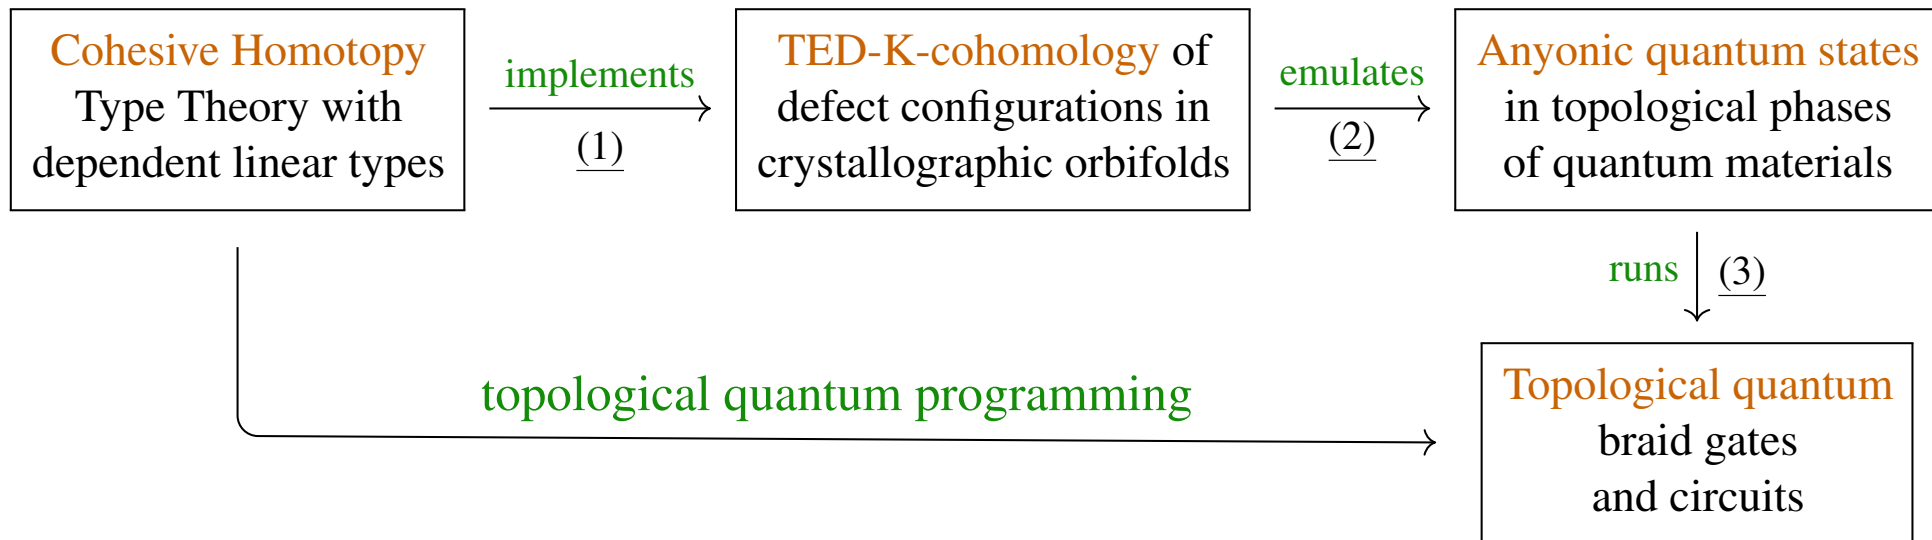 Cohesive Homotopy
Type Theory with
dependent linear types
implements
(1)
TED-K-cohomology of
defect configurations in
crystallographic orbifolds
emulates
(2)
Anyonic quantum states
in topological phases
of quantum materials
runs
(3)
topological quantum programming
Topological quantum
braid gates
and circuits